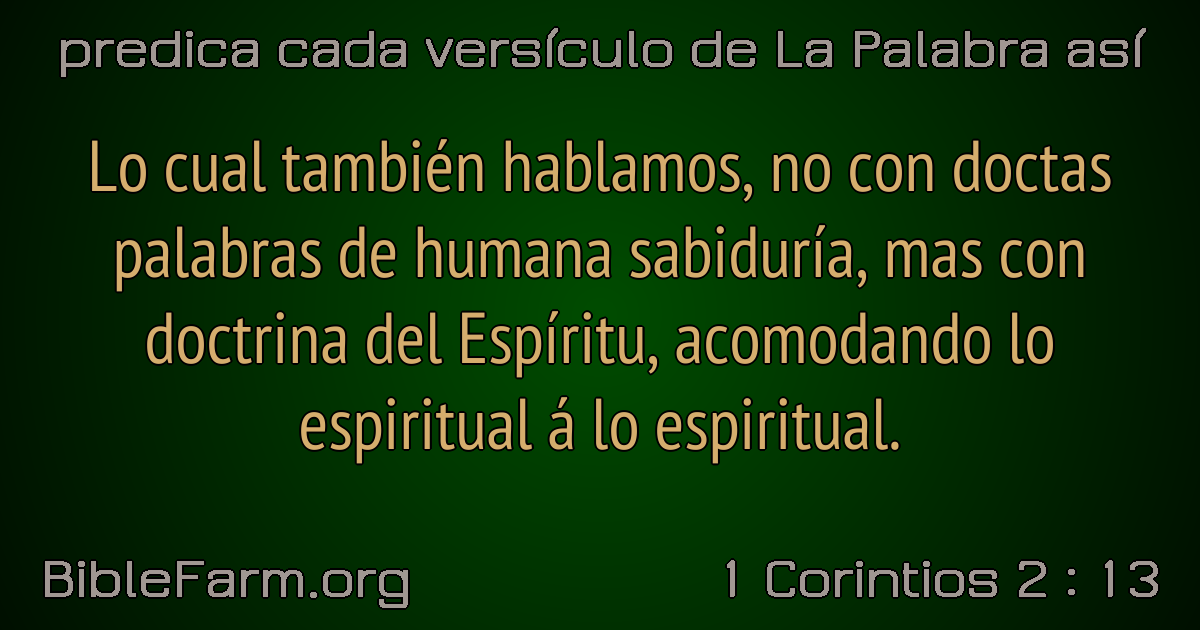 predica cada versículo de La Palabra así
Lo cual también hablamos, no con doctas
palabras de humana sabiduría, mas con
doctrina del Espíritu, acomodando lo
espiritual á lo espiritual.
BibleFarm.org
1 Corintios 2 : 13